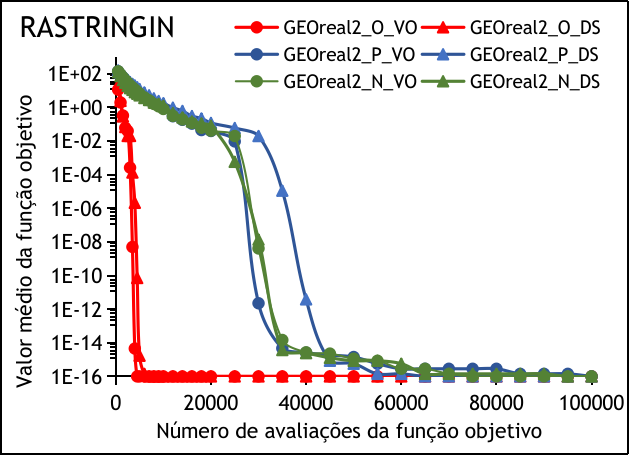 RASTRINGIN
GEOreal2_O_VO GEOreal2_O_DS
GEOreal2_P_VO GEOreal2_P_DS
GEOreal2_N_VO GEOreal2_N_DS
Valor médio da função objetivo
1E+02
1E+00
1E-02
1E-04
1E-06
1E-08
1E-10
1E-12
1E-14
1E-16
0 20000 40000 60000 80000 100000
Número de avaliações da função objetivo